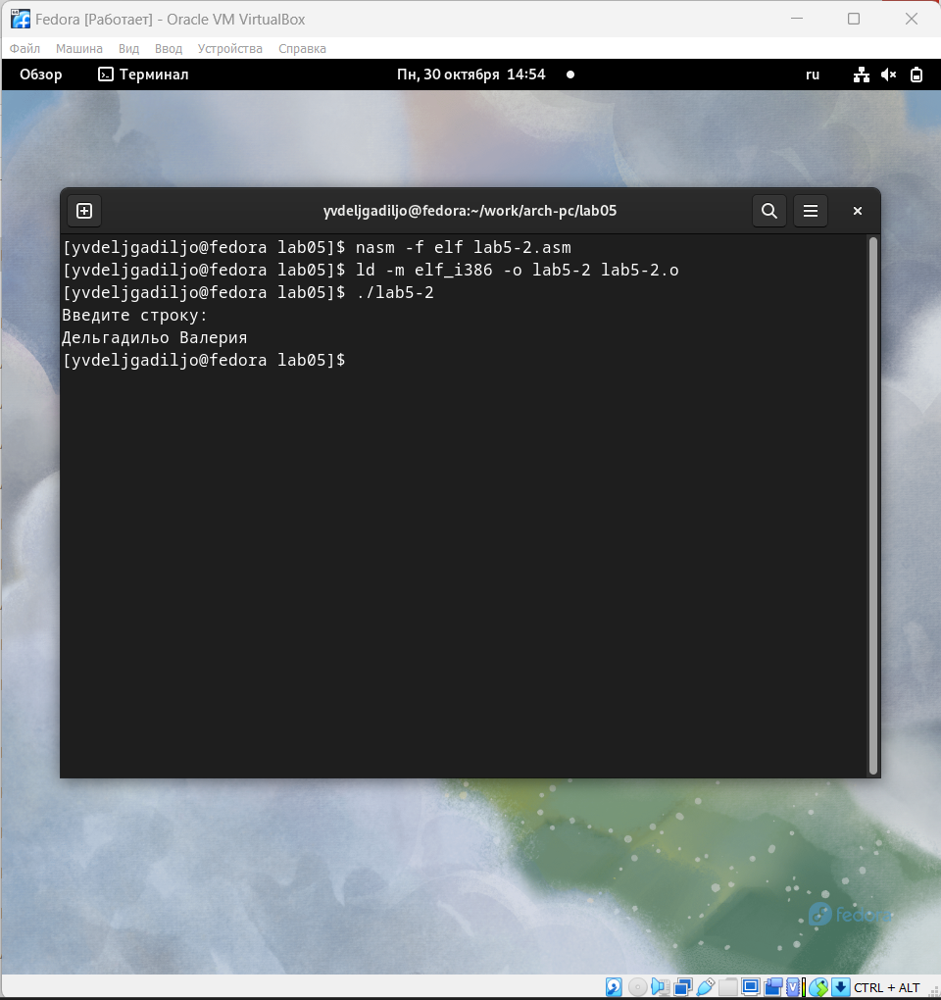 Fedora [Работает] - Oracle VM VirtualBox
Файл Машина Вид Ввод Устройства Справка
Обзор Терминал Пн, 30 октября 14:54 ru
yvdeljgadiljo@fedora:~/work/arch-pc/lab05
[yvdeljgadiljo@fedora lab05]$ nasm -f elf lab5-2.asm
[yvdeljgadiljo@fedora lab05]$ ld -m elf_i386 -o lab5-2 lab5-2.o
[yvdeljgadiljo@fedora lab05]$ ./lab5-2
Введите строку:
Дельгадильо Валерия
[yvdeljgadiljo@fedora lab05]$
fedora
CTRL + ALT